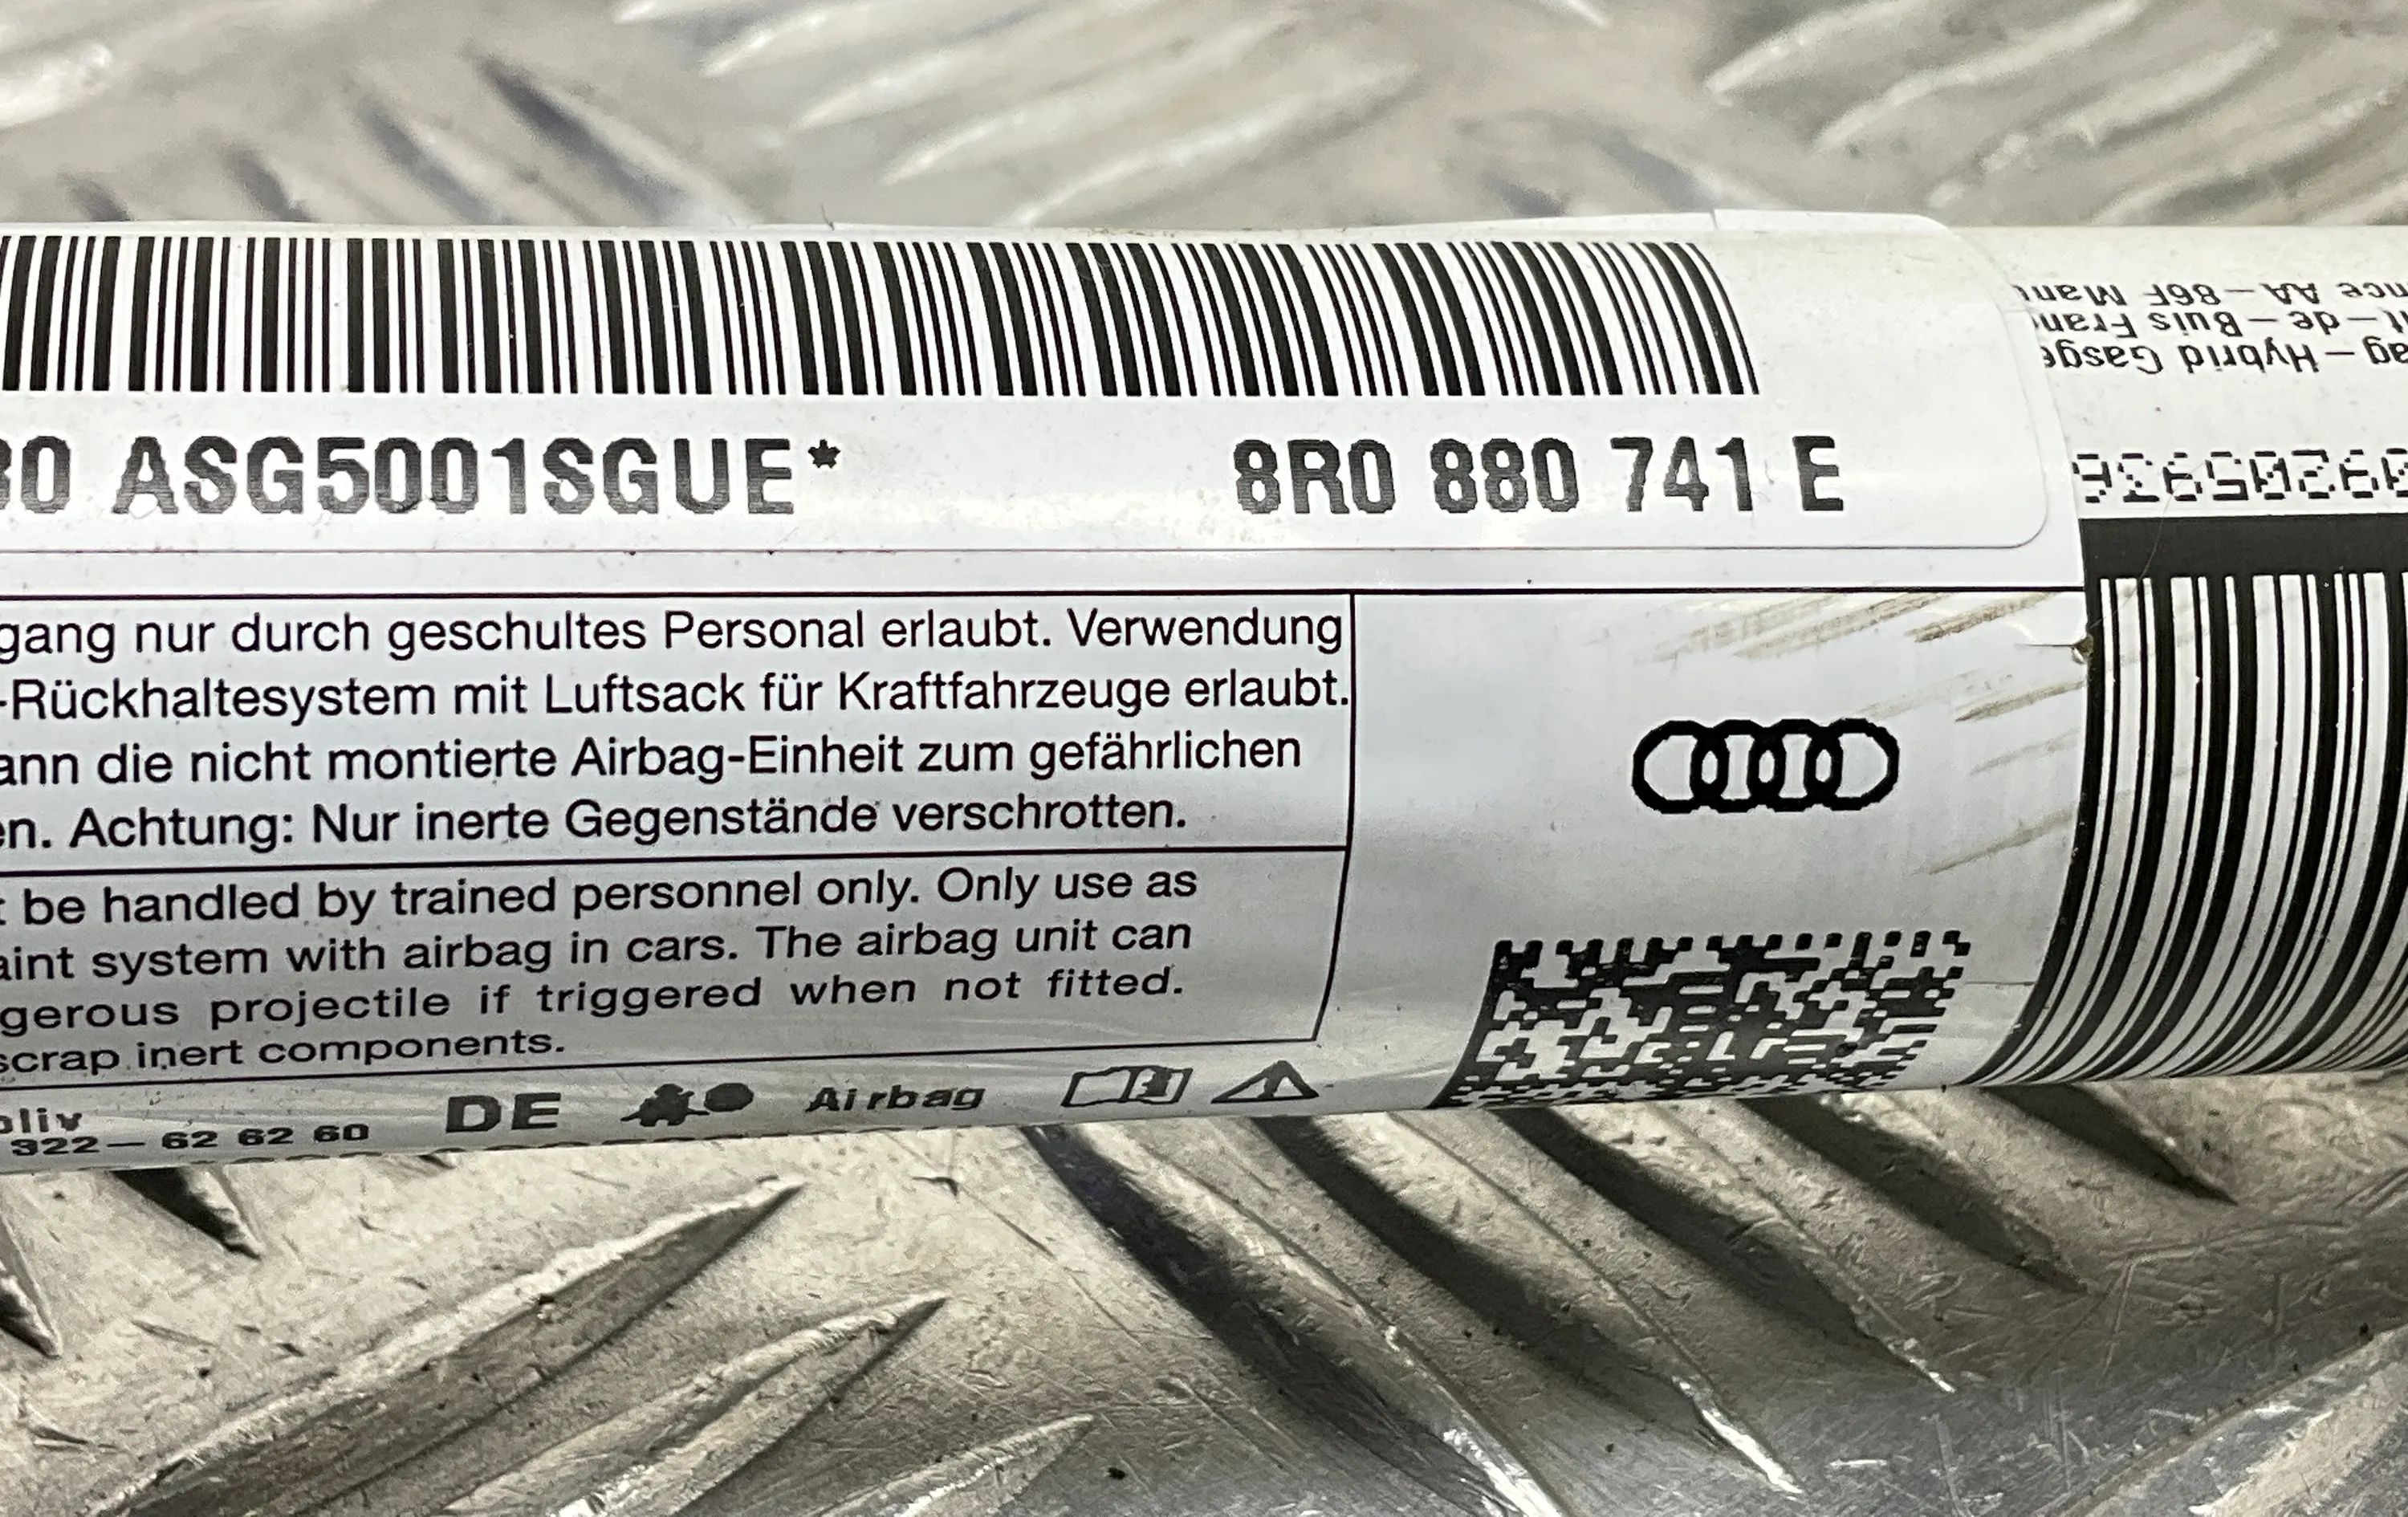 80 ASG5001SGUE* 8R0 880 741 E
gang nur durch geschultes Personal erlaubt. Verwendung
-Rückhaltesystem mit Luftsack für Kraftfahrzeuge erlaubt.
ann die nicht montierte Airbag-Einheit zum gefährlichen
en. Achtung: Nur inerte Gegenstände verschrotten.
be handled by trained personnel only. Only use as
aint system with airbag in cars. The airbag unit can
gerous projectile if triggered when not fitted.
scrap inert components.
oliv
322– 62 62 60
DE Airbag
ag – Hybrid Gasge
t – de – Buis Fran
nce AA – 86F Man